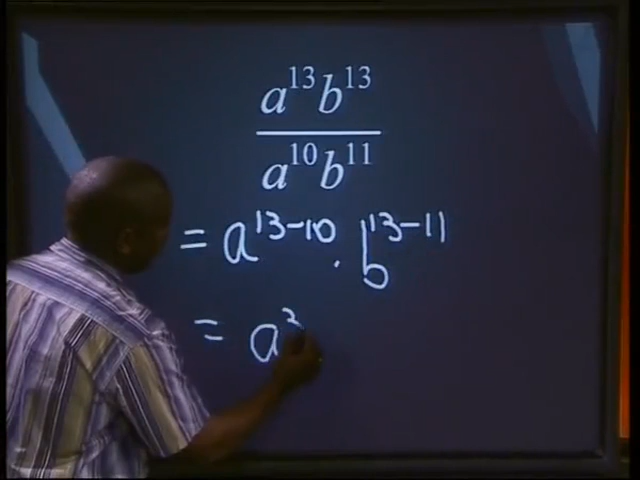 a¹³b¹³
a¹⁰b¹¹
= a¹³⁻¹⁰ . b¹³⁻¹¹
= a³